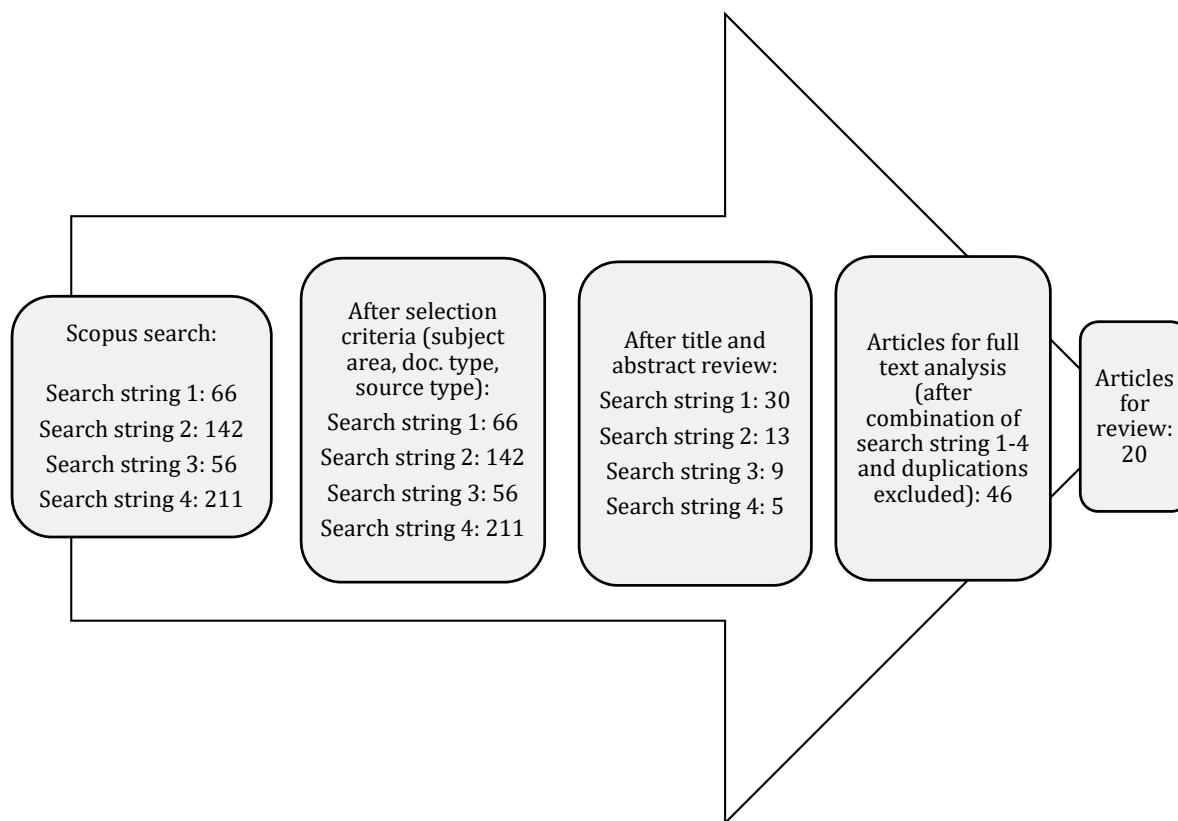 Scopus search:
Search string 1: 66
Search string 2: 142
Search string 3: 56
Search string 4: 211
After selection
criteria (subject
area, doc. type,
source type):
Search string 1: 66
Search string 2: 142
Search string 3: 56
Search string 4: 211
After title and
abstract review:
Search string 1: 30
Search string 2: 13
Search string 3: 9
Search string 4: 5
Articles for full
text analysis
(after
combination of
search string 1-4
and duplications
excluded): 46
Articles
for
review:
20